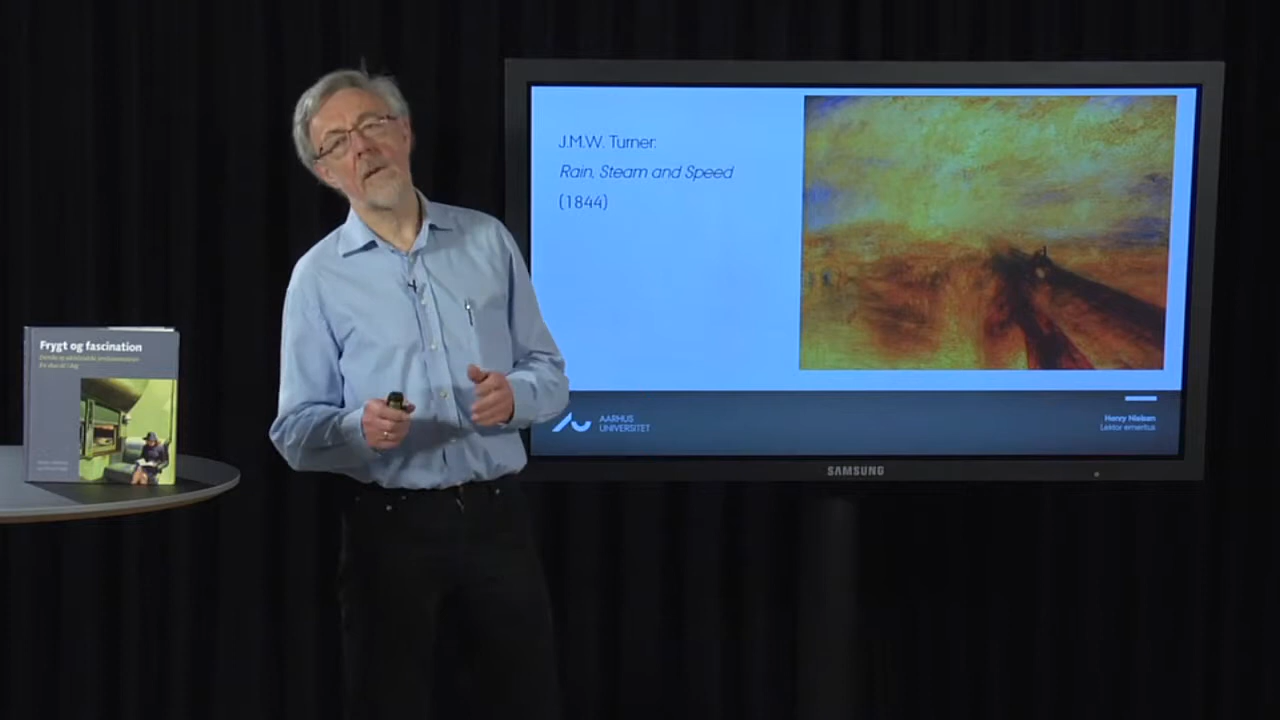 Frygt og fascination
J.M.W. Turner:
Rain, Steam and Speed
(1844)
AARHUS
UNIVERSITET
Henry Nielsen
Lektor emeritus
SAMSUNG